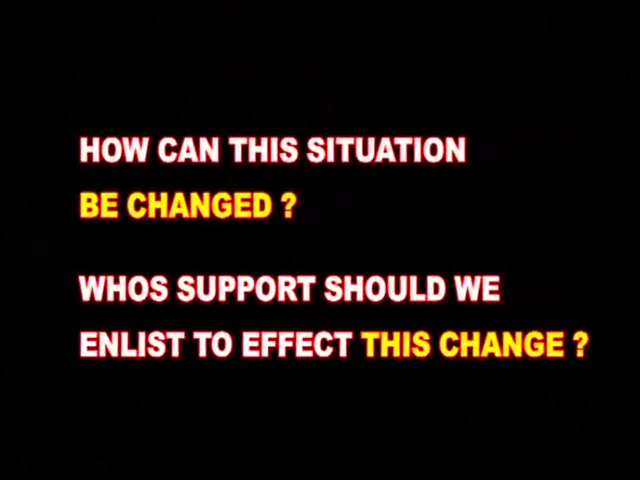 HOW CAN THIS SITUATION
BE CHANGED ?
WHOS SUPPORT SHOULD WE
ENLIST TO EFFECT THIS CHANGE ?